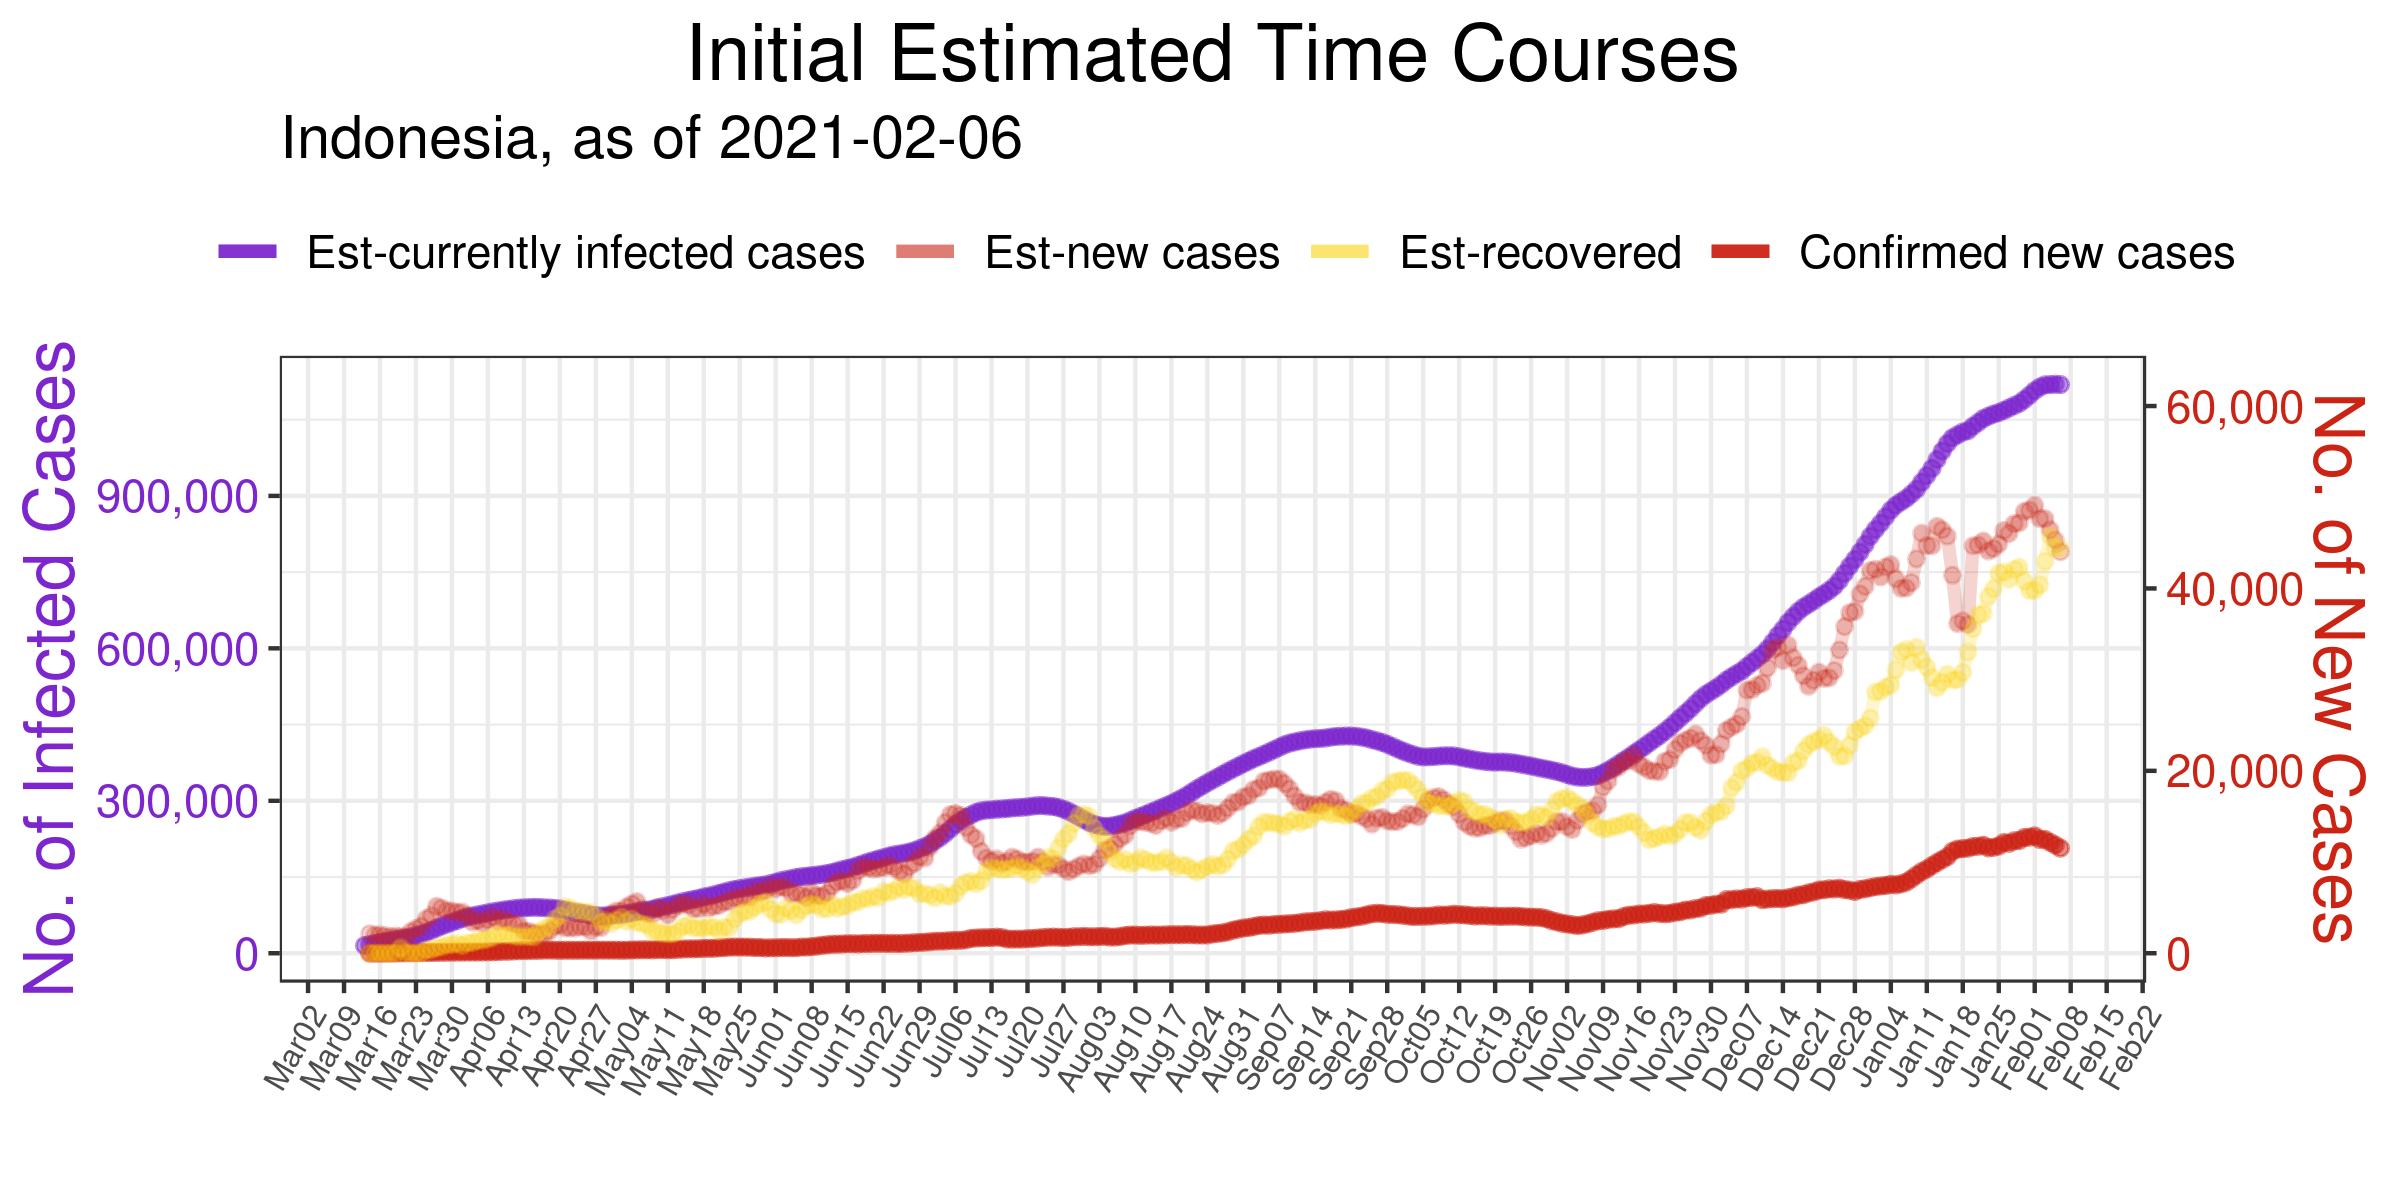 Initial Estimated Time Courses
Indonesia, as of 2021-02-06
Est-currently infected cases Est-new cases Est-recovered Confirmed new cases
No. of Infected Cases
900,000
600,000
300,000
0
60,000
40,000
20,000
0
No. of New Cases
Mar02 Mar09 Mar16 Mar23 Mar30 Apr06 Apr13 Apr20 Apr27 May04 May11 May18 May25 Jun01 Jun08 Jun15 Jun22 Jun29 Jul06 Jul13 Jul20 Jul27 Aug03 Aug10 Aug17 Aug24 Aug31 Sep07 Sep14 Sep21 Sep28 Oct05 Oct12 Oct19 Oct26 Nov02 Nov09 Nov16 Nov23 Nov30 Dec07 Dec14 Dec21 Dec28 Jan04 Jan11 Jan18 Jan25 Feb01 Feb08 Feb15 Feb22